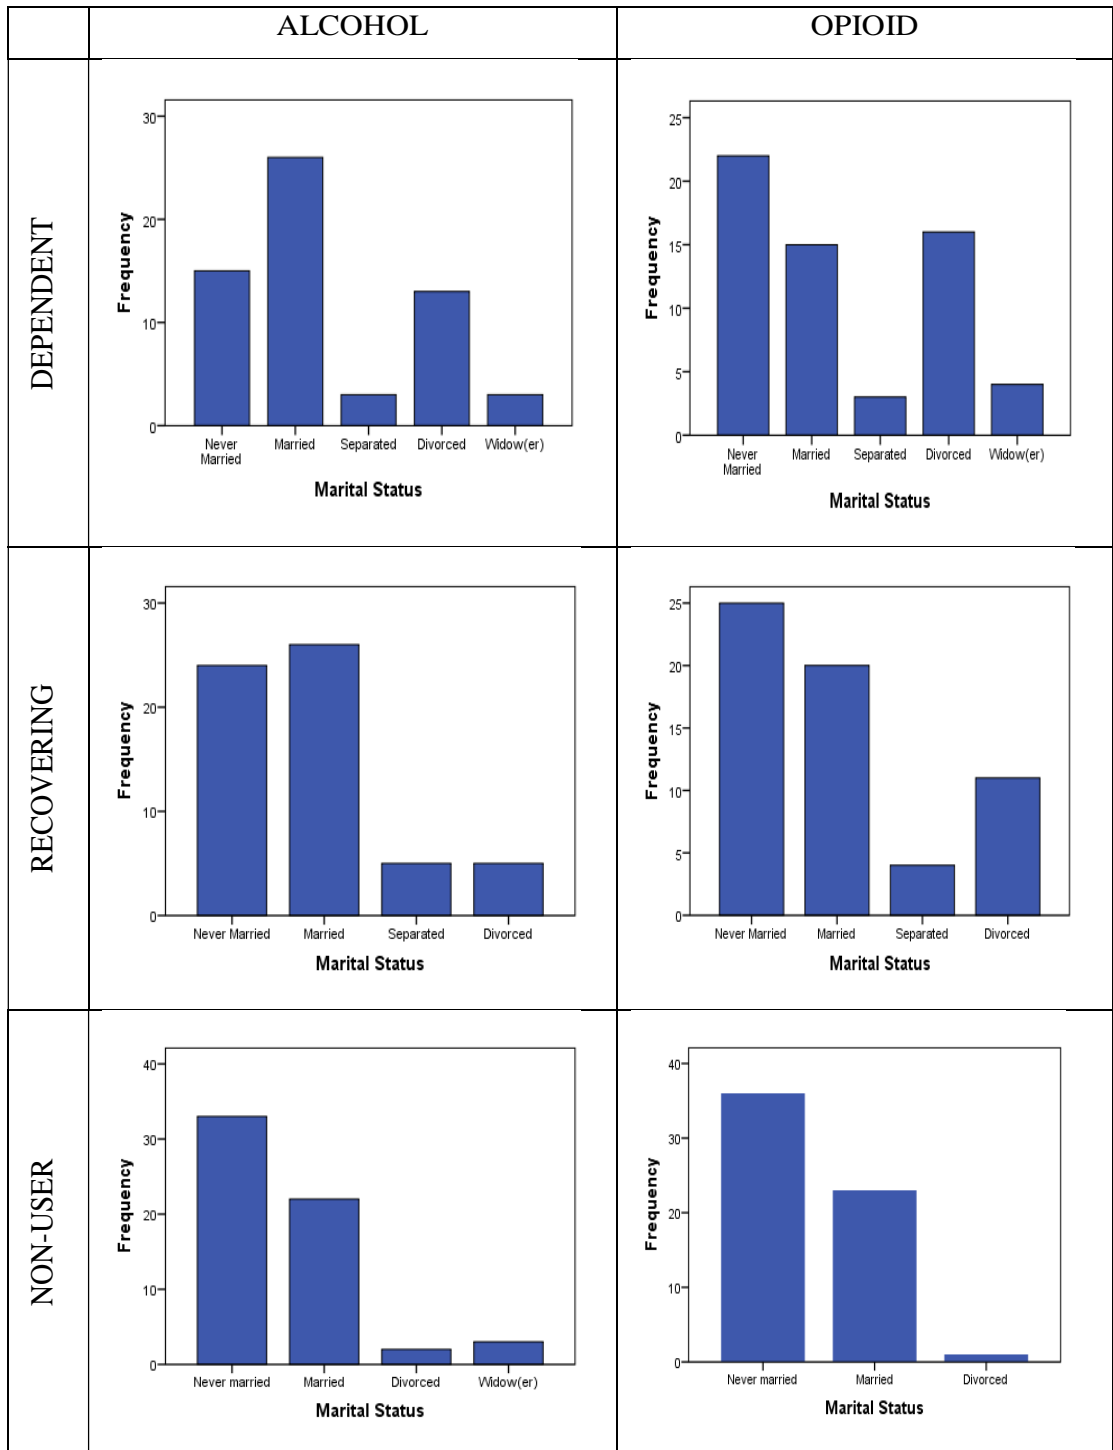 ALCOHOL OPIOID
DEPENDENT
30
20
10
0
Frequency
Never Married Separated Divorced Widow(er)
Married
Marital Status
25
20
15
10
5
0
Frequency
Never Married Separated Divorced Widow(er)
Married
Marital Status
RECOVERING
30
20
10
0
Frequency
Never Married Married Separated Divorced
Marital Status
25
20
15
10
5
0
Frequency
Never Married Married Separated Divorced
Marital Status
NON-USER
40
30
20
10
0
Frequency
Never married Married Divorced Widow(er)
Marital Status
40
30
20
10
0
Frequency
Never married Married Divorced
Marital Status